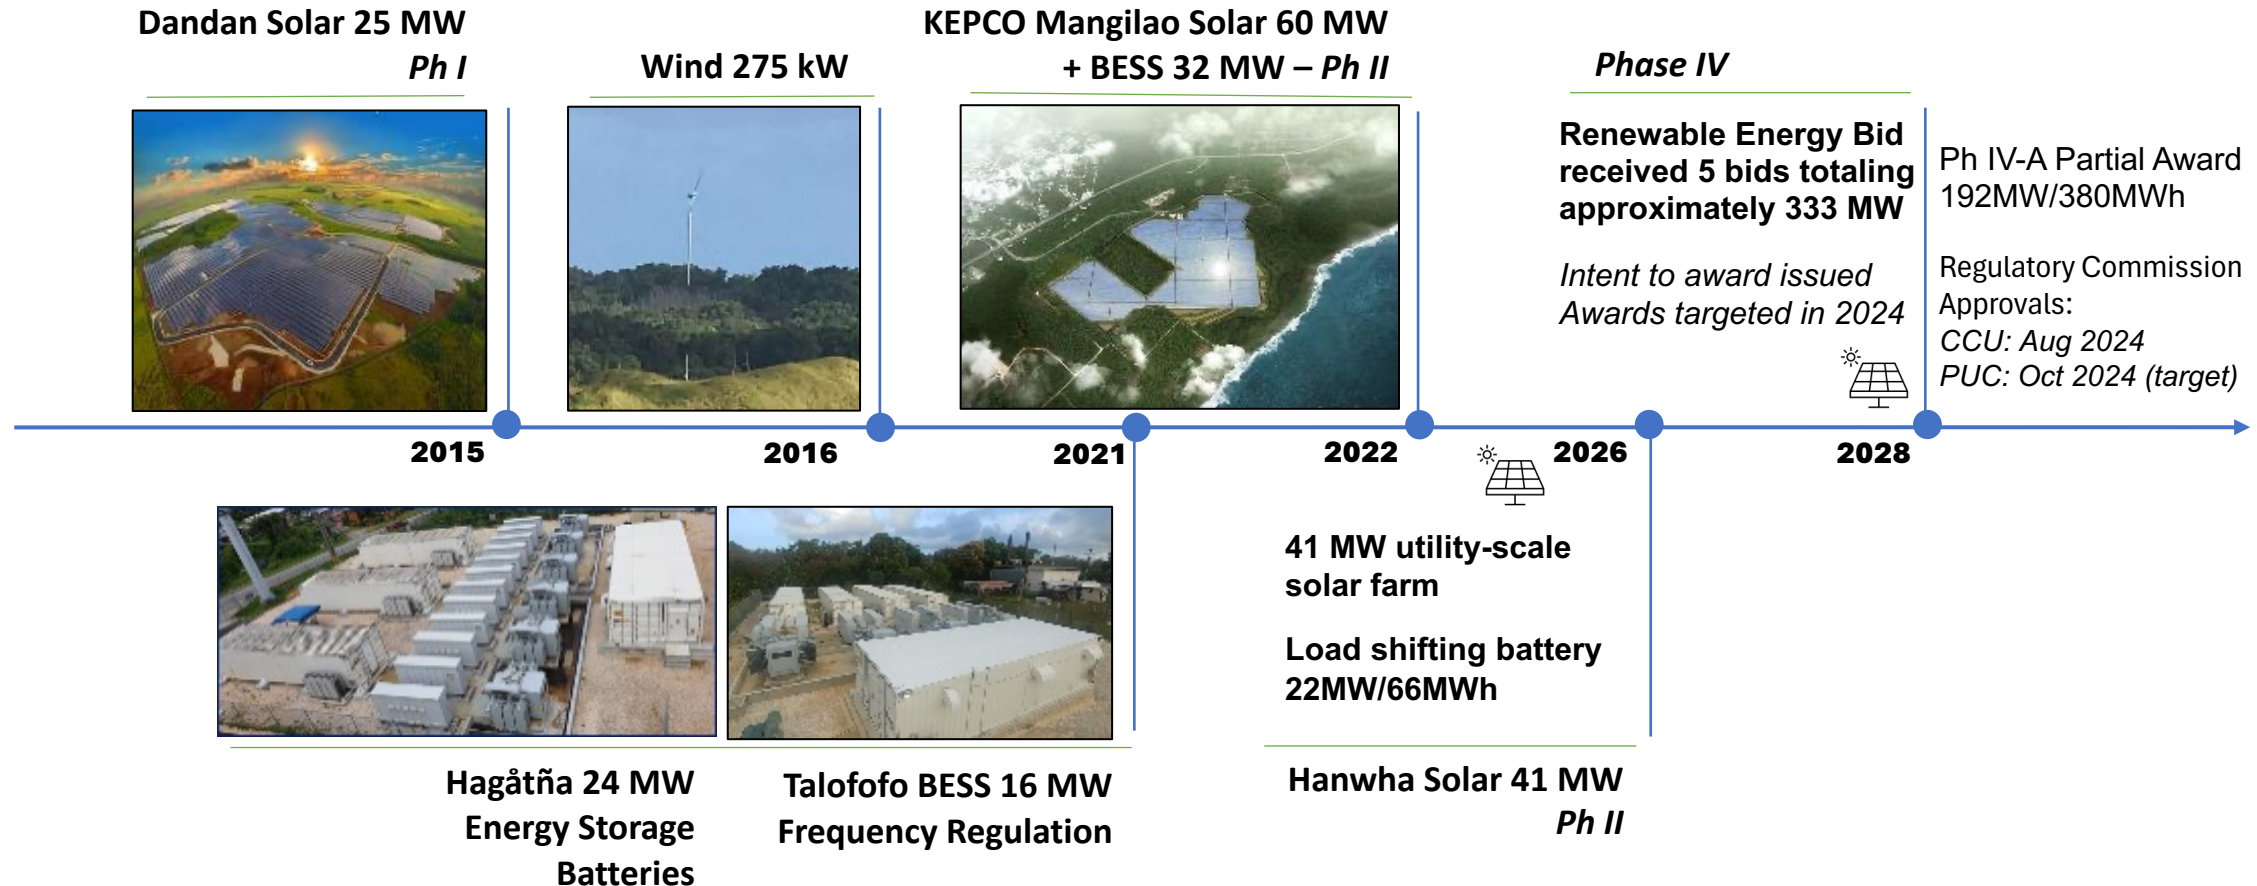 Dandan Solar 25 MW
Ph I
Wind 275 kW
KEPCO Mangilao Solar 60 MW
+ BESS 32 MW – Ph II
Phase IV
Renewable Energy Bid
received 5 bids totaling
approximately 333 MW
Intent to award issued
Awards targeted in 2024
Ph IV-A Partial Award
192MW/380MWh
Regulatory Commission
Approvals:
CCU: Aug 2024
PUC: Oct 2024 (target)
2015
2016
2021
2022
2026
2028
41 MW utility-scale
solar farm
Load shifting battery
22MW/66MWh
Hagåtña 24 MW
Energy Storage
Batteries
Talofofo BESS 16 MW
Frequency Regulation
Hanwha Solar 41 MW
Ph II